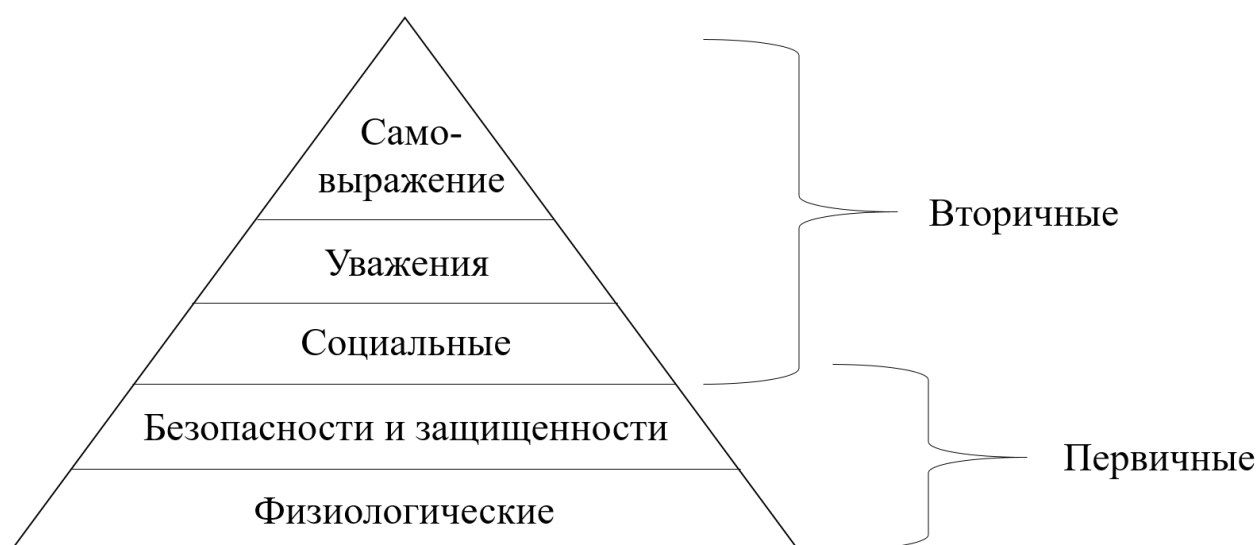 Само-
выражение
Уважения
Социальные
Безопасности и защищенности
Физиологические
Вторичные
Первичные